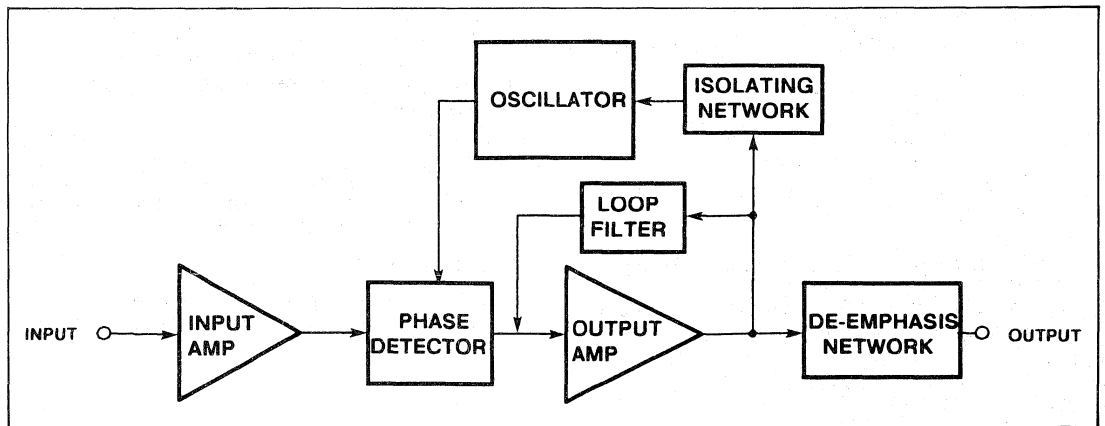 OSCILLATOR
ISOLATING
NETWORK
LOOP
FILTER
INPUT
INPUT
AMP
PHASE
DETECTOR
OUTPUT
AMP
DE-EMPHASIS
NETWORK
OUTPUT